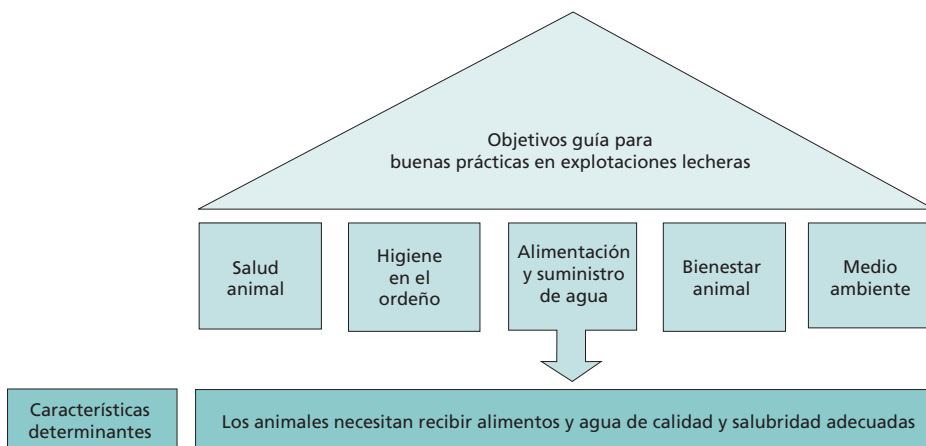 Objetivos guía para
buenas prácticas en explotaciones lecheras
Salud
animal
Higiene
en el
ordeño
Alimentación
y suministro
de agua
Bienestar
animal
Medio
ambiente
Características
determinantes
Los animales necesitan recibir alimentos y agua de calidad y salubridad adecuadas